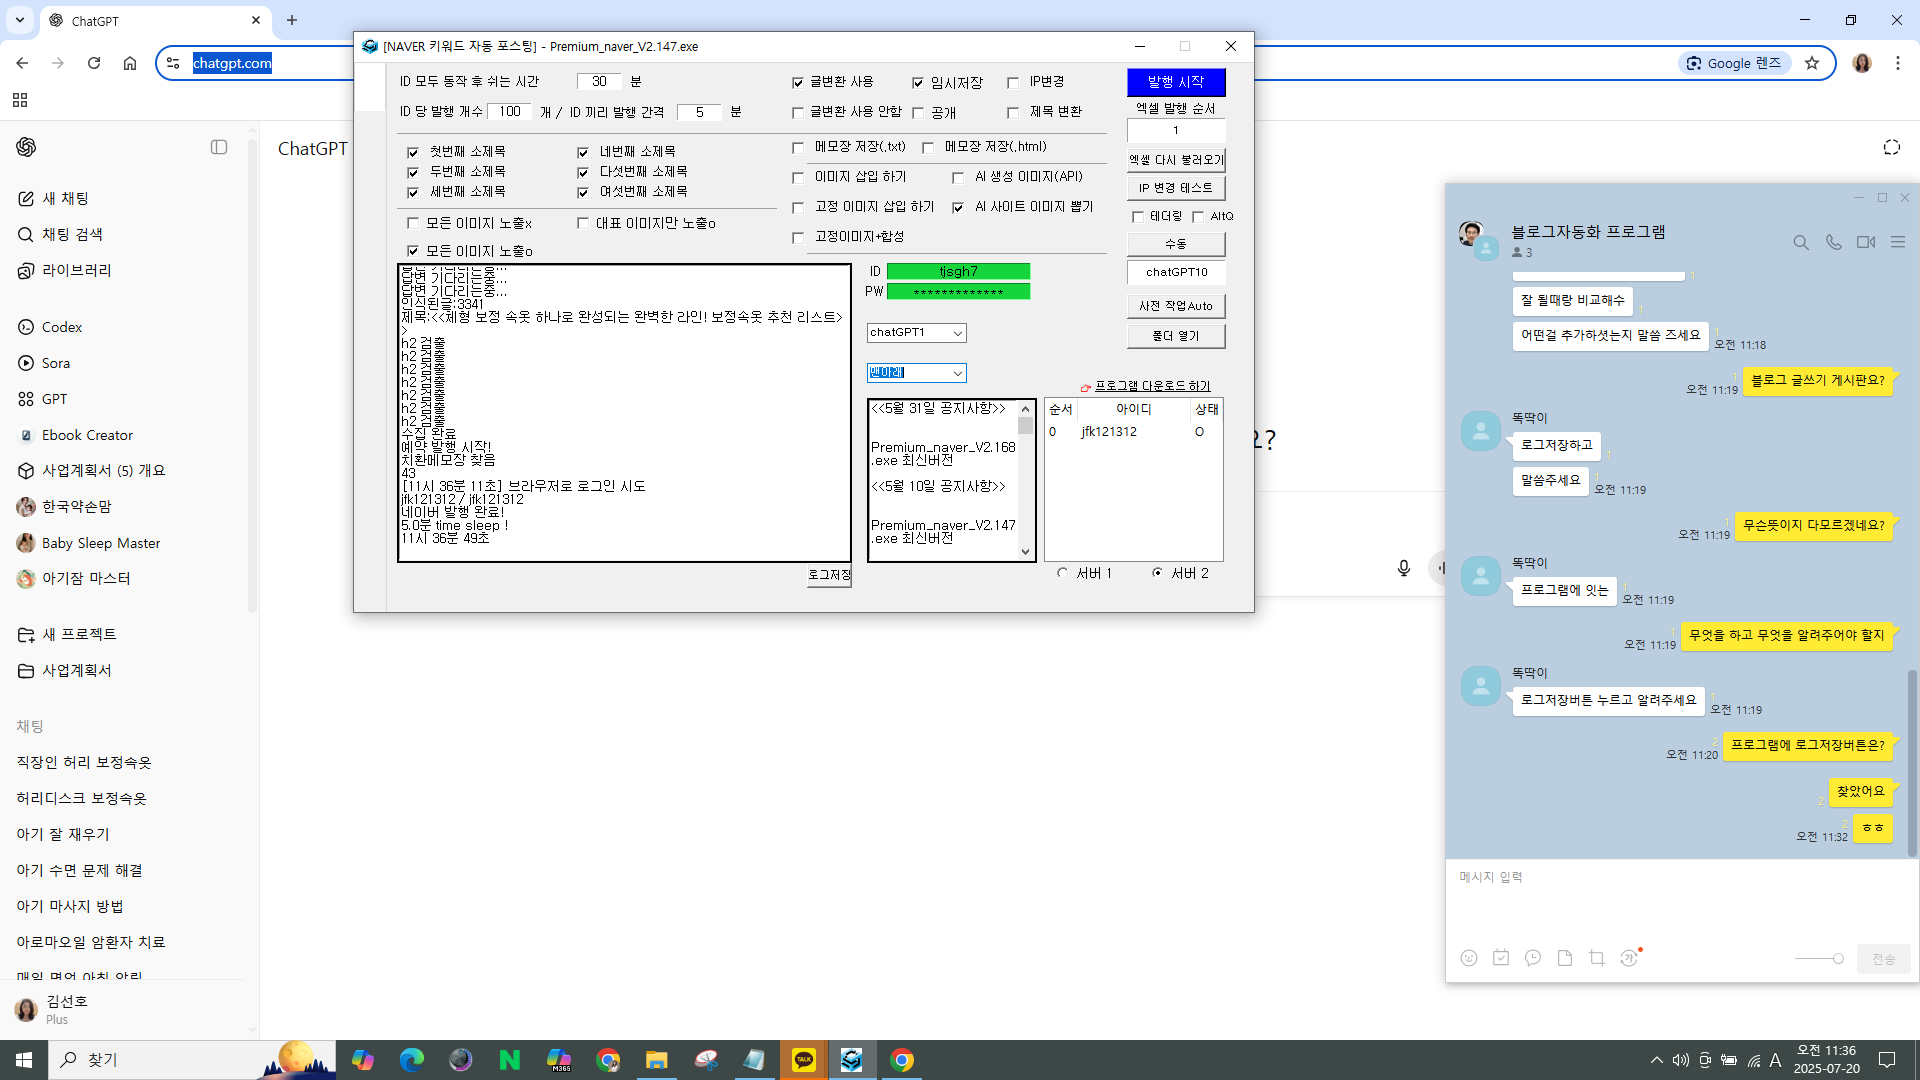 ChatGPT
chatgpt.com
Google 렌즈
ChatGPT
새 채팅
채팅 검색
라이브러리
Codex
Sora
GPT
Ebook Creator
사업계획서 (5) 개요
한국약손맘
Baby Sleep Master
아기잠 마스터
새 프로젝트
사업계획서
채팅
직장인 허리 보정속옷
허리디스크 보정속옷
아기 잘 재우기
아기 수면 문제 해결
아기 마사지 방법
아로마오일 암환자 치료
김선호
Plus
[NAVER 키워드 자동 포스팅] - Premium_naver_V2.147.exe
ID 모두 동작 후 쉬는 시간 30 분
ID 당 발행 개수 100 개 / ID 끼리 발행 간격 5 분
글변환 사용 임시저장 IP변경
글변환 사용 안함 공개 제목 변환
첫번째 소제목 네번째 소제목
두번째 소제목 다섯번째 소제목
세번째 소제목 여섯번째 소제목
모든 이미지 노출x 대표 이미지만 노출o
모든 이미지 노출o
메모장 저장(.txt) 메모장 저장(.html)
이미지 삽입 하기 AI 생성 이미지(API)
고정 이미지 삽입 하기 AI 사이트 이미지 뽑기
고정이미지+합성
발행 시작
엑셀 발행 순서
1
엑셀 다시 불러오기
IP 변경 테스트
테더링 AltQ
수동
chatGPT10
사전 작업Auto
폴더 열기
답변 기다리는중...
답변 기다리는중...
인식된글:3341
제목:<<체형 보정 속옷 하나로 완성되는 완벽한 라인! 보정속옷 추천 리스트>
>
h2 검출
h2 검출
h2 검출
h2 검출
h2 검출
h2 검출
h2 검출
수집 완료
예약 발행 시작!
치환메모장 찾음
43
[11시 36분 11초] 브라우저로 로그인 시도
jfk121312 / jfk121312
네이버 발행 완료!
5.0분 time sleep !
11시 36분 49초
로그저장
ID tjsgh7
PW *************
chatGPT1
맨아래
프로그램 다운로드 하기
<<5월 31일 공지사항>>
Premium_naver_V2.168
.exe 최신버전
<<5월 10일 공지사항>>
Premium_naver_V2.147
.exe 최신버전
순서 아이디 상태
0 jfk121312 O
서버 1 서버 2
?
블로그자동화 프로그램
3
1
잘 될때랑 비교해수
1
어떤걸 추가하셧는지 말씀 즈세요
1
오전 11:18
1
오전 11:19
블로그 글쓰기 게시판요?
똑딱이
로그저장하고
1
말씀주세요
1
오전 11:19
1
오전 11:19
무슨뜻이지 다모르겠네요?
똑딱이
프로그램에 잇는
1
오전 11:19
1
오전 11:19
무엇을 하고 무엇을 알려주어야 할지
똑딱이
로그저장버튼 누르고 알려주세요
1
오전 11:19
2
오전 11:20
프로그램에 로그저장버튼은?
2
찾았어요
2
오전 11:32
ㅎㅎ
메시지 입력
전송
찾기
M365
TALK
A
오전 11:36
2025-07-20